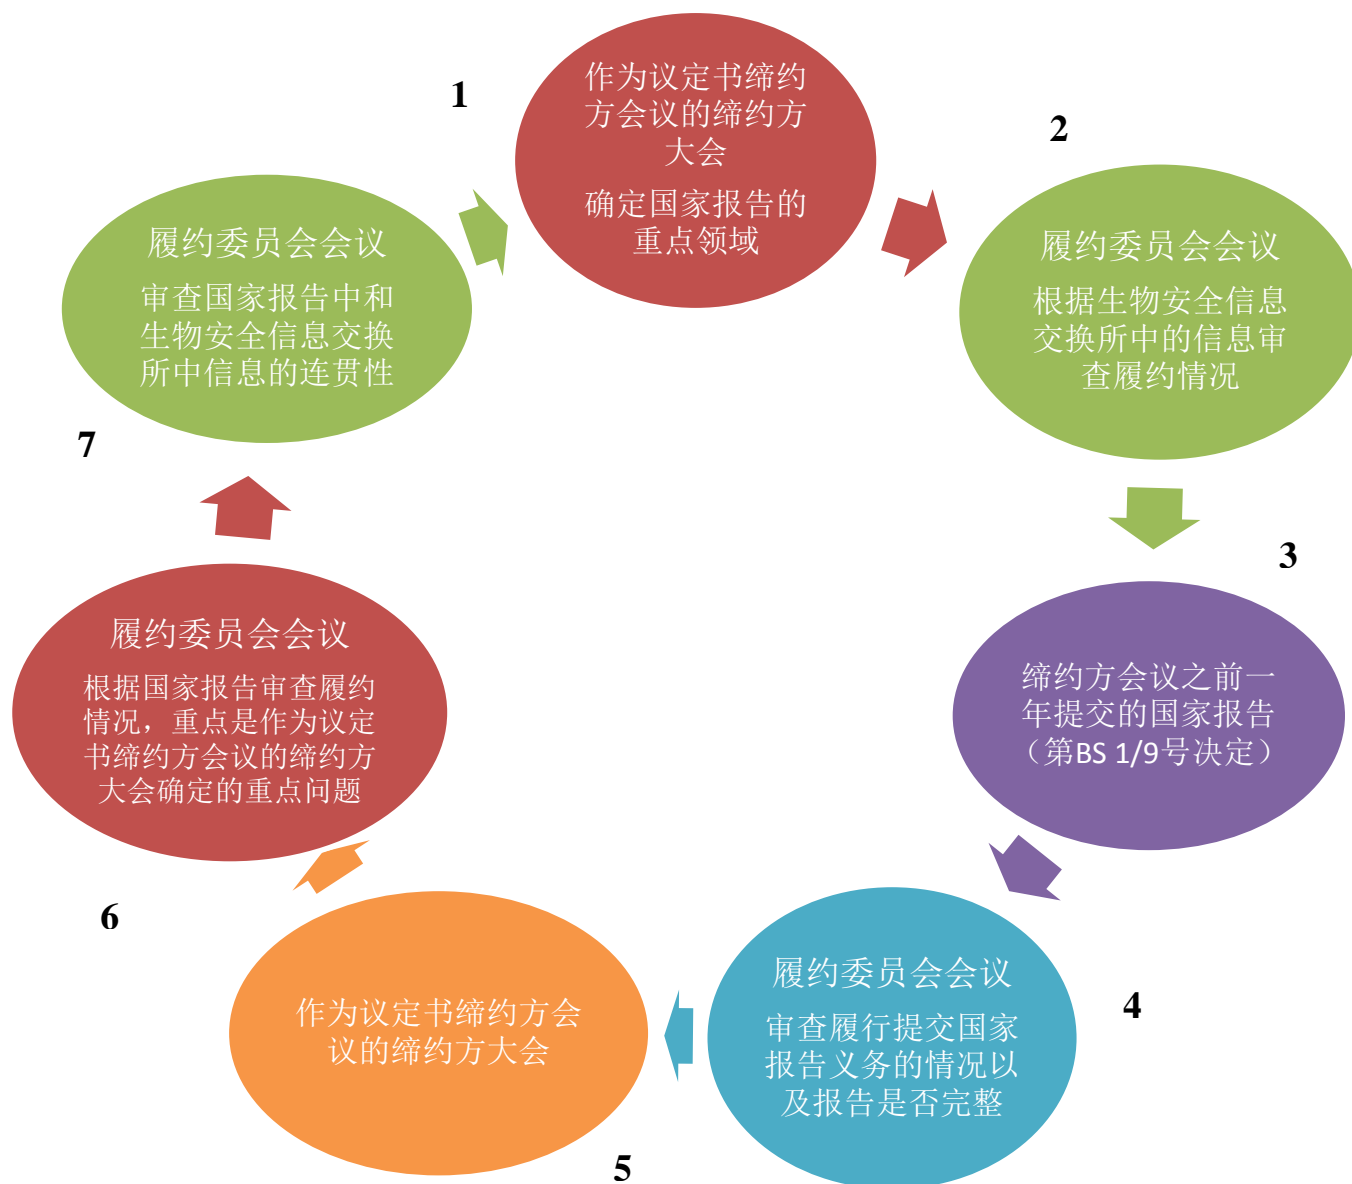 1
作为议定书缔约
方会议的缔约方
大会
确定国家报告的
重点领域
2
履约委员会会议
根据生物安全信息
交换所中的信息审
查履约情况
3
缔约方会议之前一
年提交的国家报告
（第BS 1/9号决定）
4
履约委员会会议
审查履行提交国家
报告义务的情况以
及报告是否完整
5
作为议定书缔约方会
议的缔约方大会
6
履约委员会会议
根据国家报告审查履约
情况，重点是作为议定
书缔约方会议的缔约方
大会确定的重点问题
7
履约委员会会议
审查国家报告中和
生物安全信息交换
所中信息的连贯性